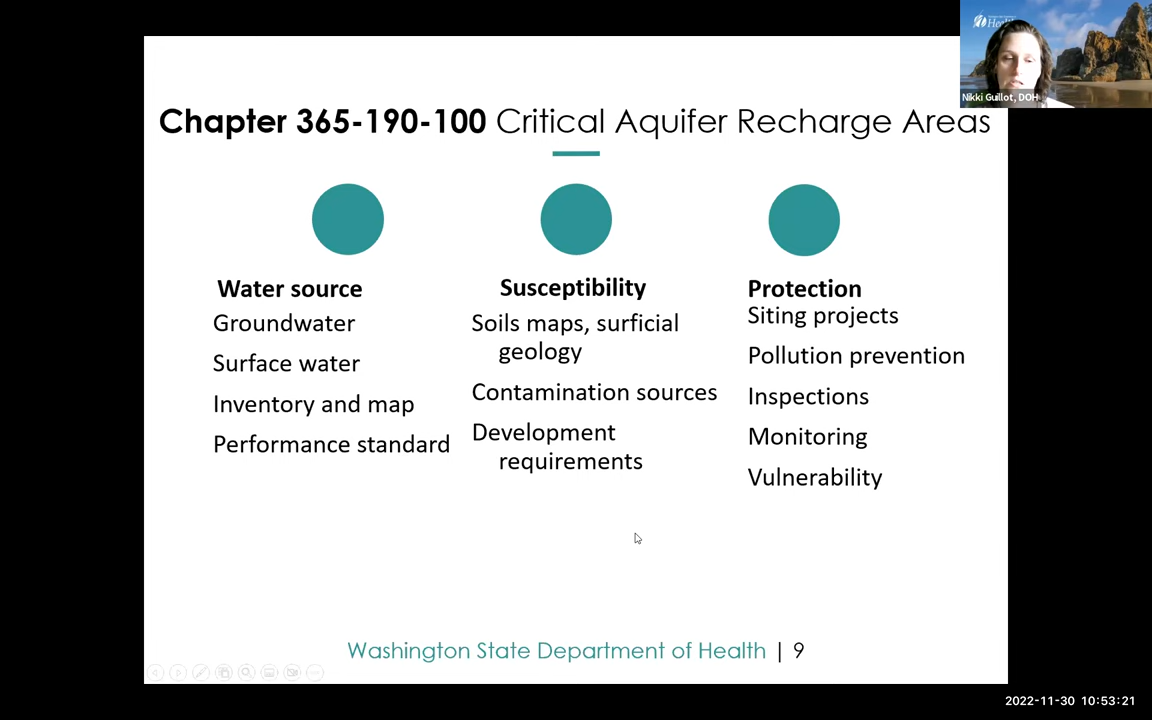 Health
Nikki Guillot, DOH
Chapter 365-190-100 Critical Aquifer Recharge Areas
Water source
Groundwater
Surface water
Inventory and map
Performance standard
Susceptibility
Soils maps, surficial
geology
Contamination sources
Development
requirements
Protection
Siting projects
Pollution prevention
Inspections
Monitoring
Vulnerability
Washington State Department of Health | 9
2022-11-30 10:53:21